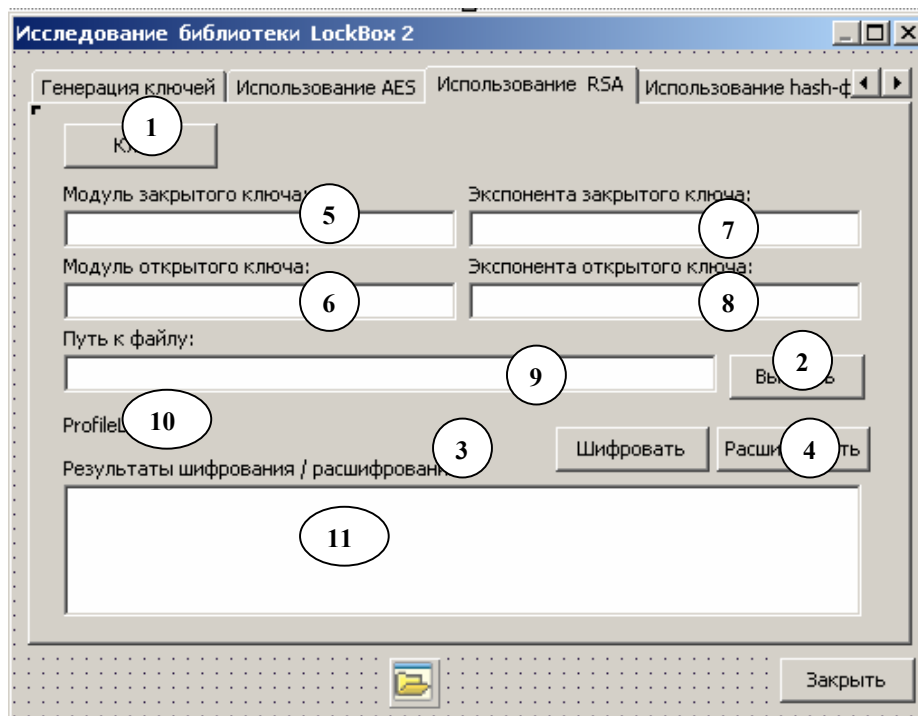 Исследование библиотеки LockBox 2
Генерация ключей Использование AES Использование RSA Использование hash-ф
1
5
Модуль закрытого ключа:
7
Экспонента закрытого ключа:
6
Модуль открытого ключа:
8
Экспонента открытого ключа:
Путь к файлу:
9
2
10
3
Шифровать
4
Результаты шифрования / расшифрования
11
Закрыть